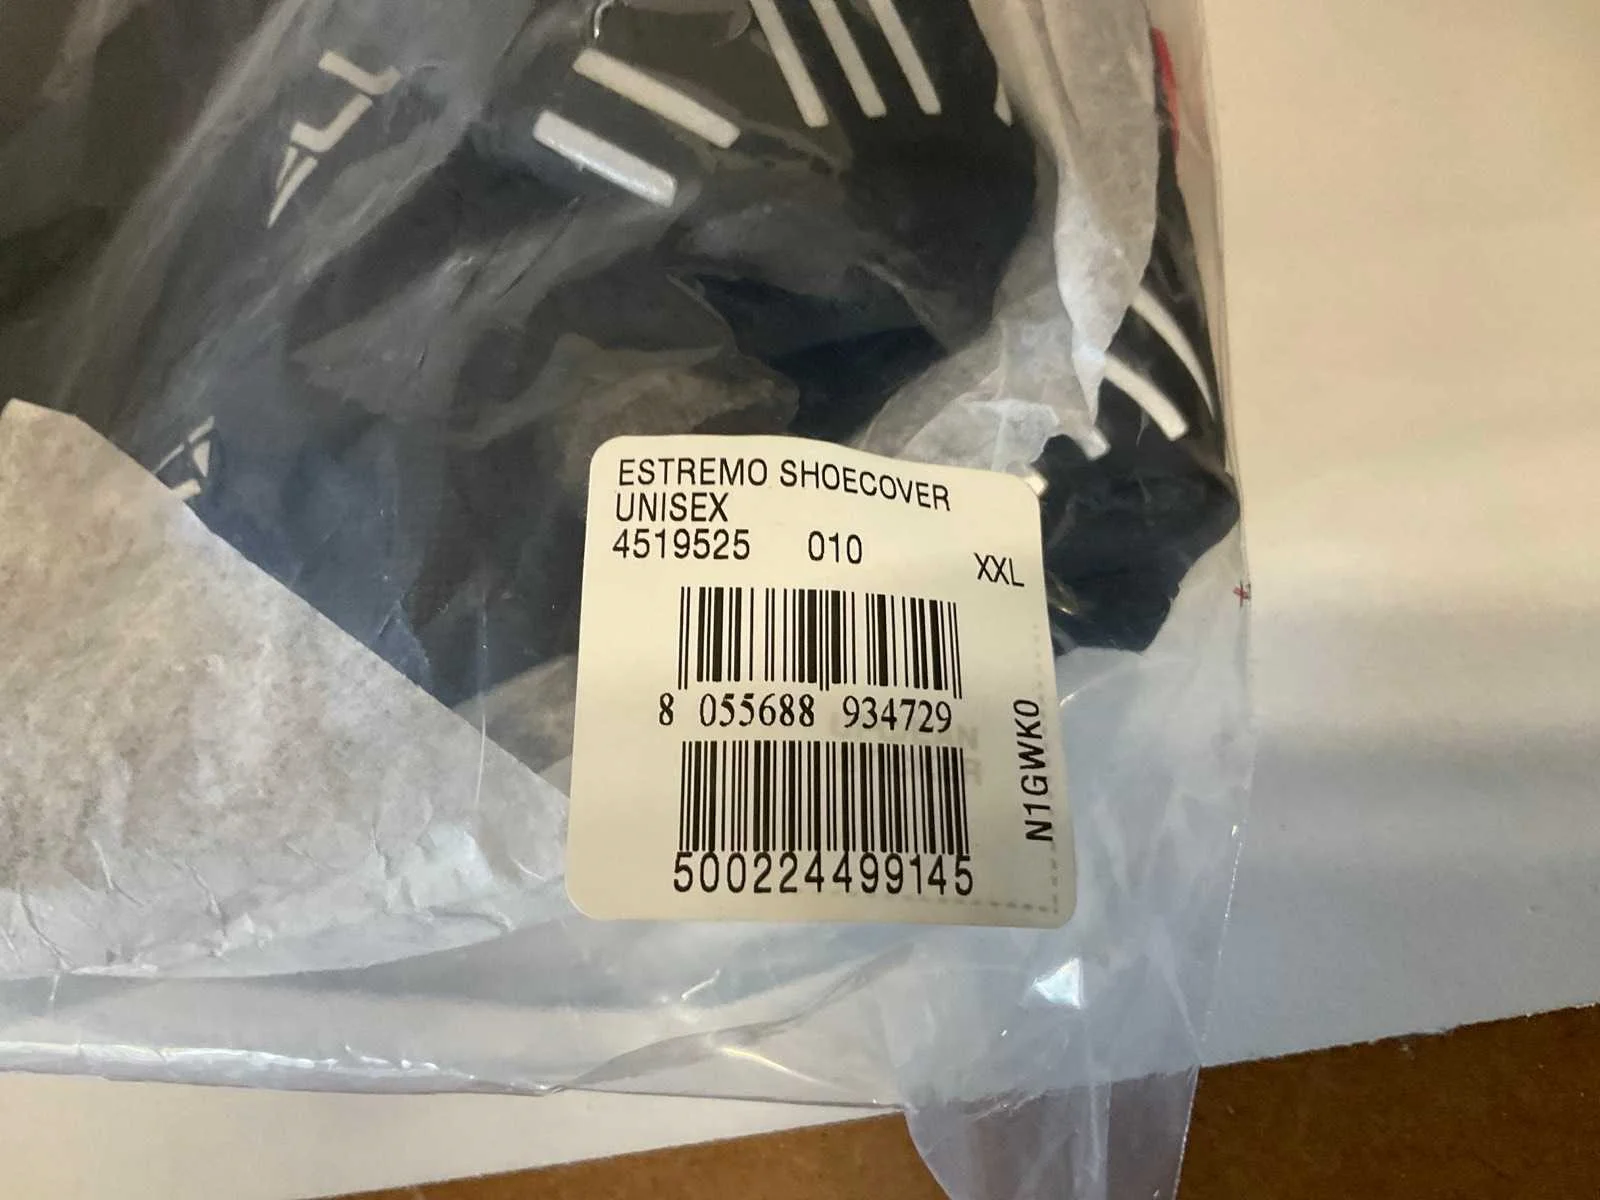 ESTREMO SHOECOVER
UNISEX
4519525 010 XXL
8 055688 934729
500224499145
N1GWK0